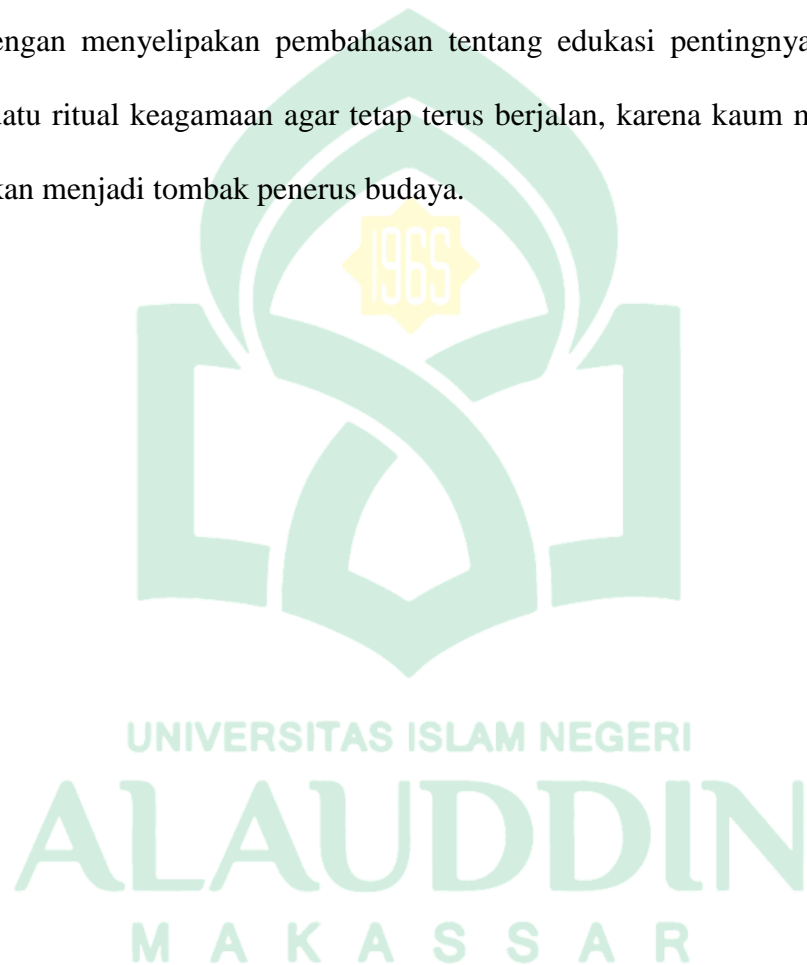 engan menyelipakan pembahasan tentang edukasi pentingnya
atu ritual keagamaan agar tetap terus berjalan, karena kaum
kan menjadi tombak penerus budaya.
1965
UNIVERSITAS ISLAM NEGERI
ALAUDDIN
MAKASSAR